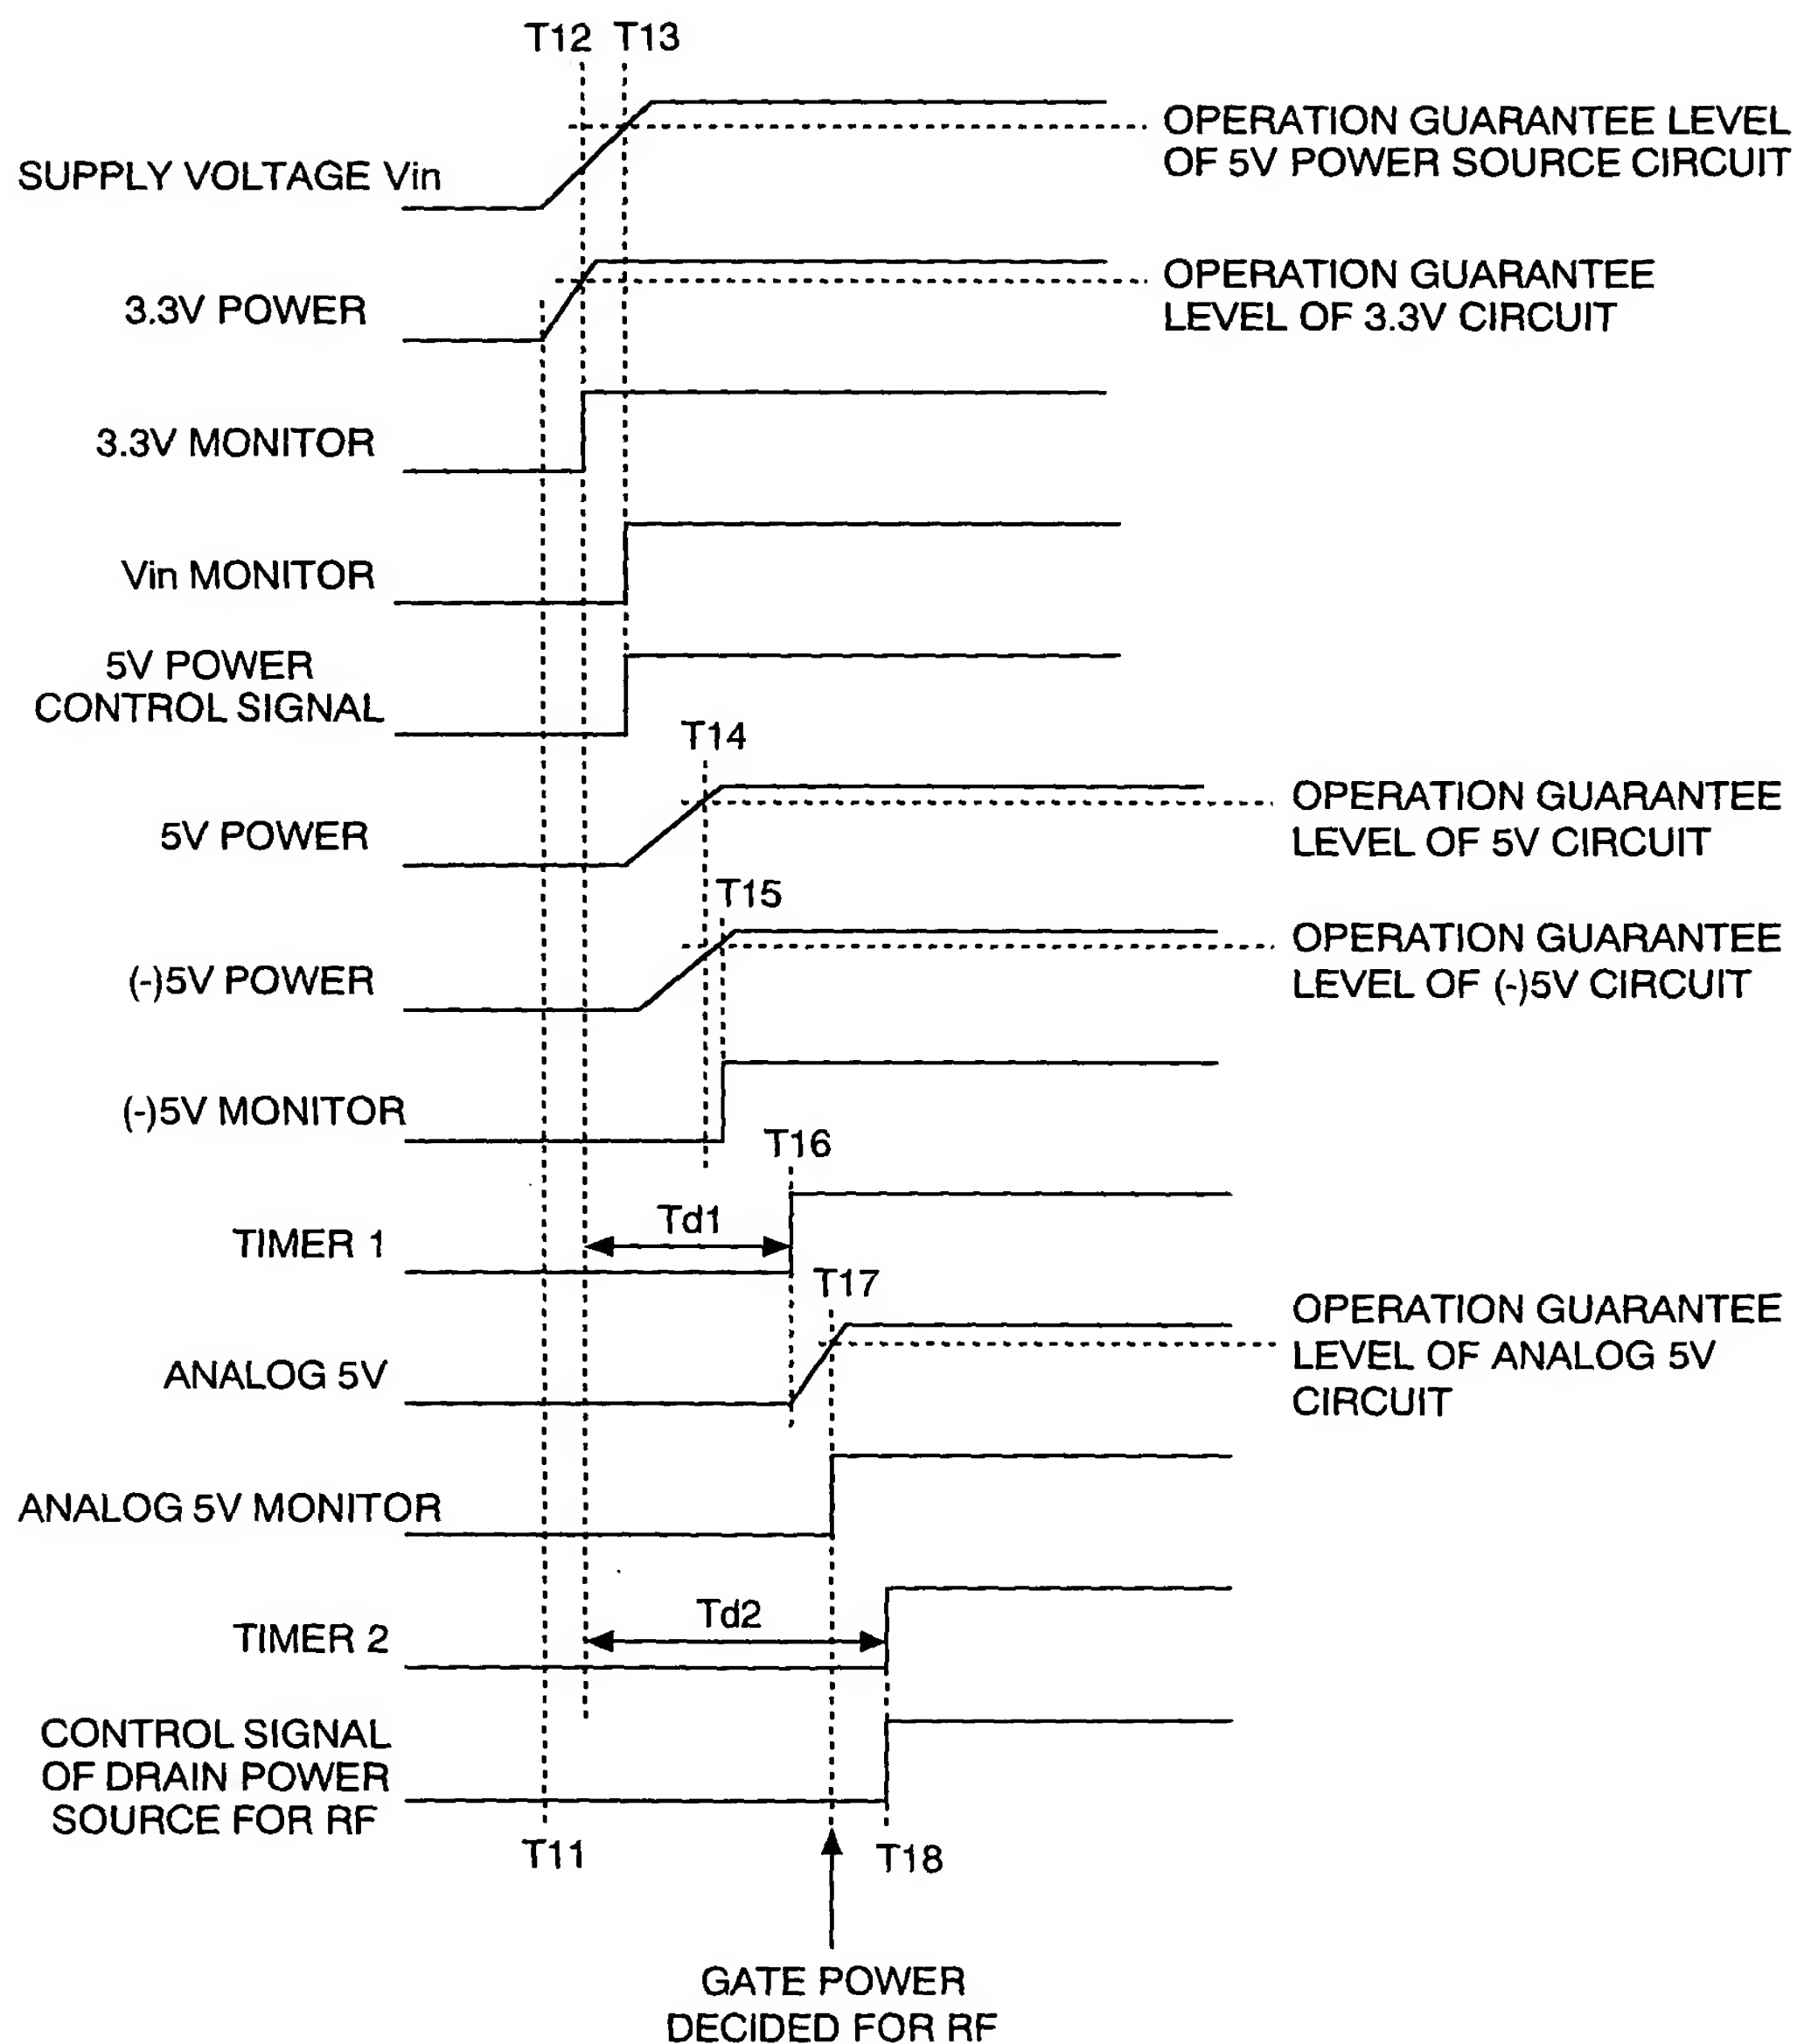 T12 T13
OPERATION GUARANTEE LEVEL
OF 5V POWER SOURCE CIRCUIT
SUPPLY VOLTAGE Vin
OPERATION GUARANTEE
LEVEL OF 3.3V CIRCUIT
3.3V POWER
3.3V MONITOR
Vin MONITOR
5V POWER
CONTROL SIGNAL
T14
OPERATION GUARANTEE
LEVEL OF 5V CIRCUIT
5V POWER
T15
OPERATION GUARANTEE
LEVEL OF (-)5V CIRCUIT
(-)5V POWER
(-)5V MONITOR
T16
Td1
TIMER 1
T17
OPERATION GUARANTEE
LEVEL OF ANALOG 5V
CIRCUIT
ANALOG 5V
ANALOG 5V MONITOR
Td2
TIMER 2
CONTROL SIGNAL
OF DRAIN POWER
SOURCE FOR RF
T11
T18
GATE POWER
DECIDED FOR RF